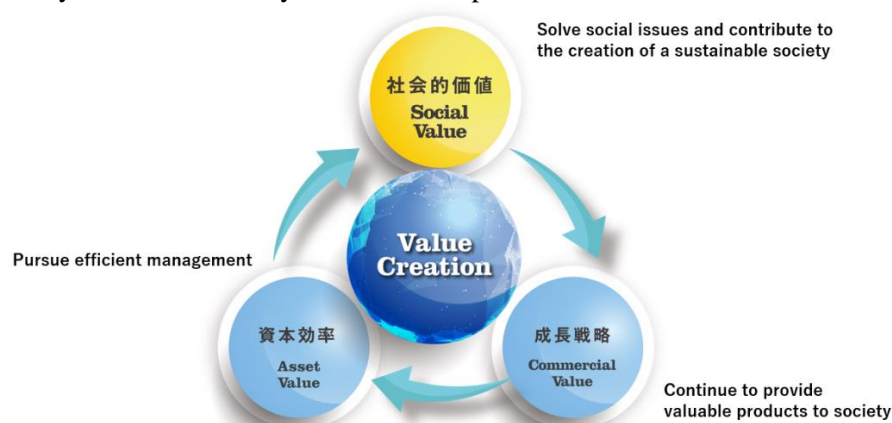 Solve social issues and contribute to
the creation of a sustainable society
社会的価値
Social
Value
Value
Creation
Pursue efficient management
資本効率
Asset
Value
成長戦略
Commercial
Value
Continue to provide
valuable products to society